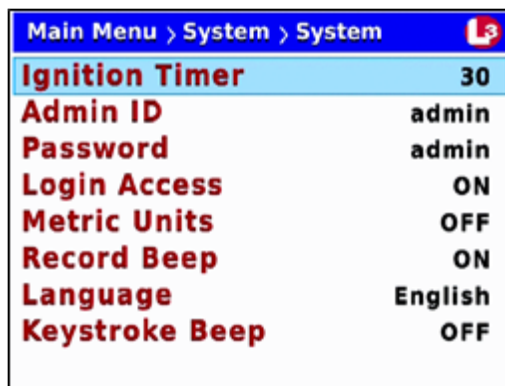 Main Menu > System > System L3
Ignition Timer 30
Admin ID admin
Password admin
Login Access ON
Metric Units OFF
Record Beep ON
Language English
Keystroke Beep OFF